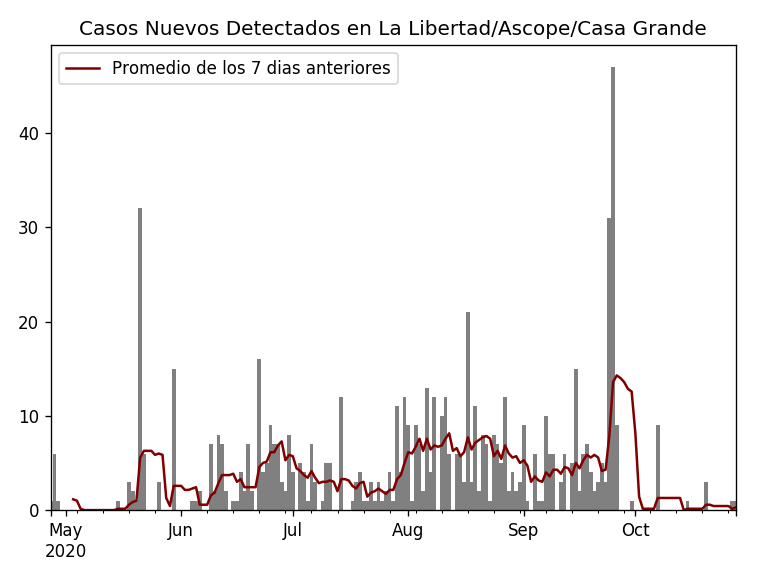 Casos Nuevos Detectados en La Libertad/Ascope/Casa Grande
Promedio de los 7 dias anteriores
40
30
20
10
0
May Jun Jul Aug Sep Oct
2020